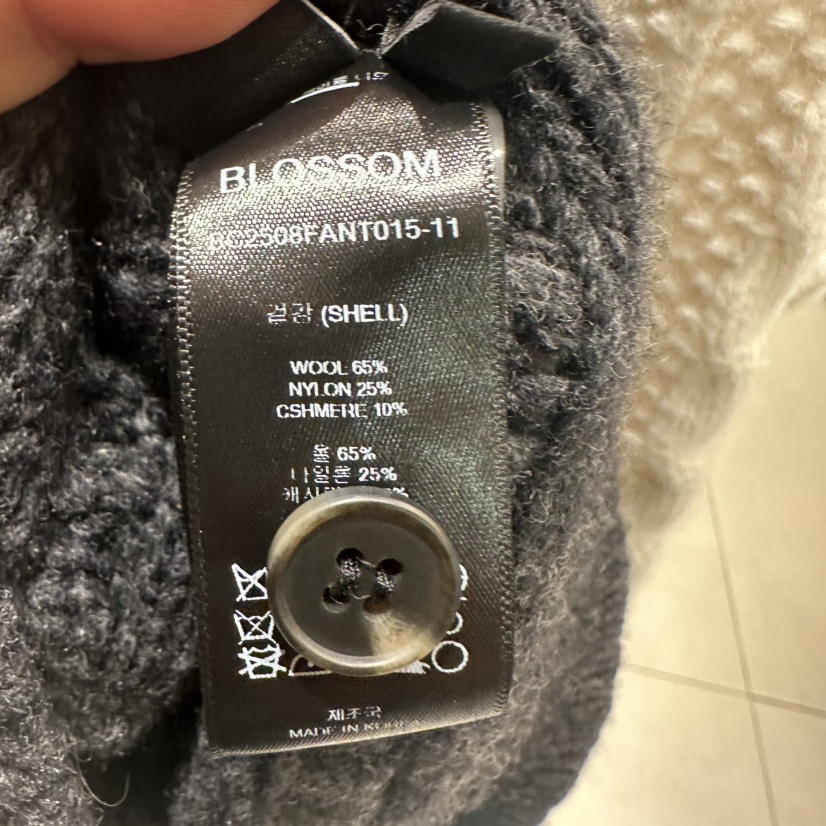 BLOSSOM
BC2508FANT015-11
겉감 (SHELL)
WOOL 65%
NYLON 25%
CSHMERE 10%
울 65%
나일론 25%
제조국
MADE IN KOREA